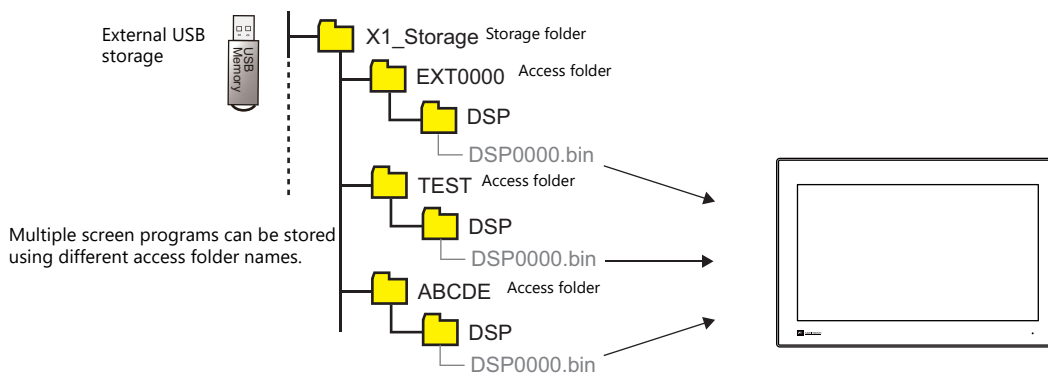 External USB
storage
USB
Memory
X1_Storage Storage folder
EXT0000 Access folder
DSP
DSP0000.bin
TEST Access folder
DSP
DSP0000.bin
Multiple screen programs can be stored
using different access folder names.
ABCDE Access folder
DSP
DSP0000.bin